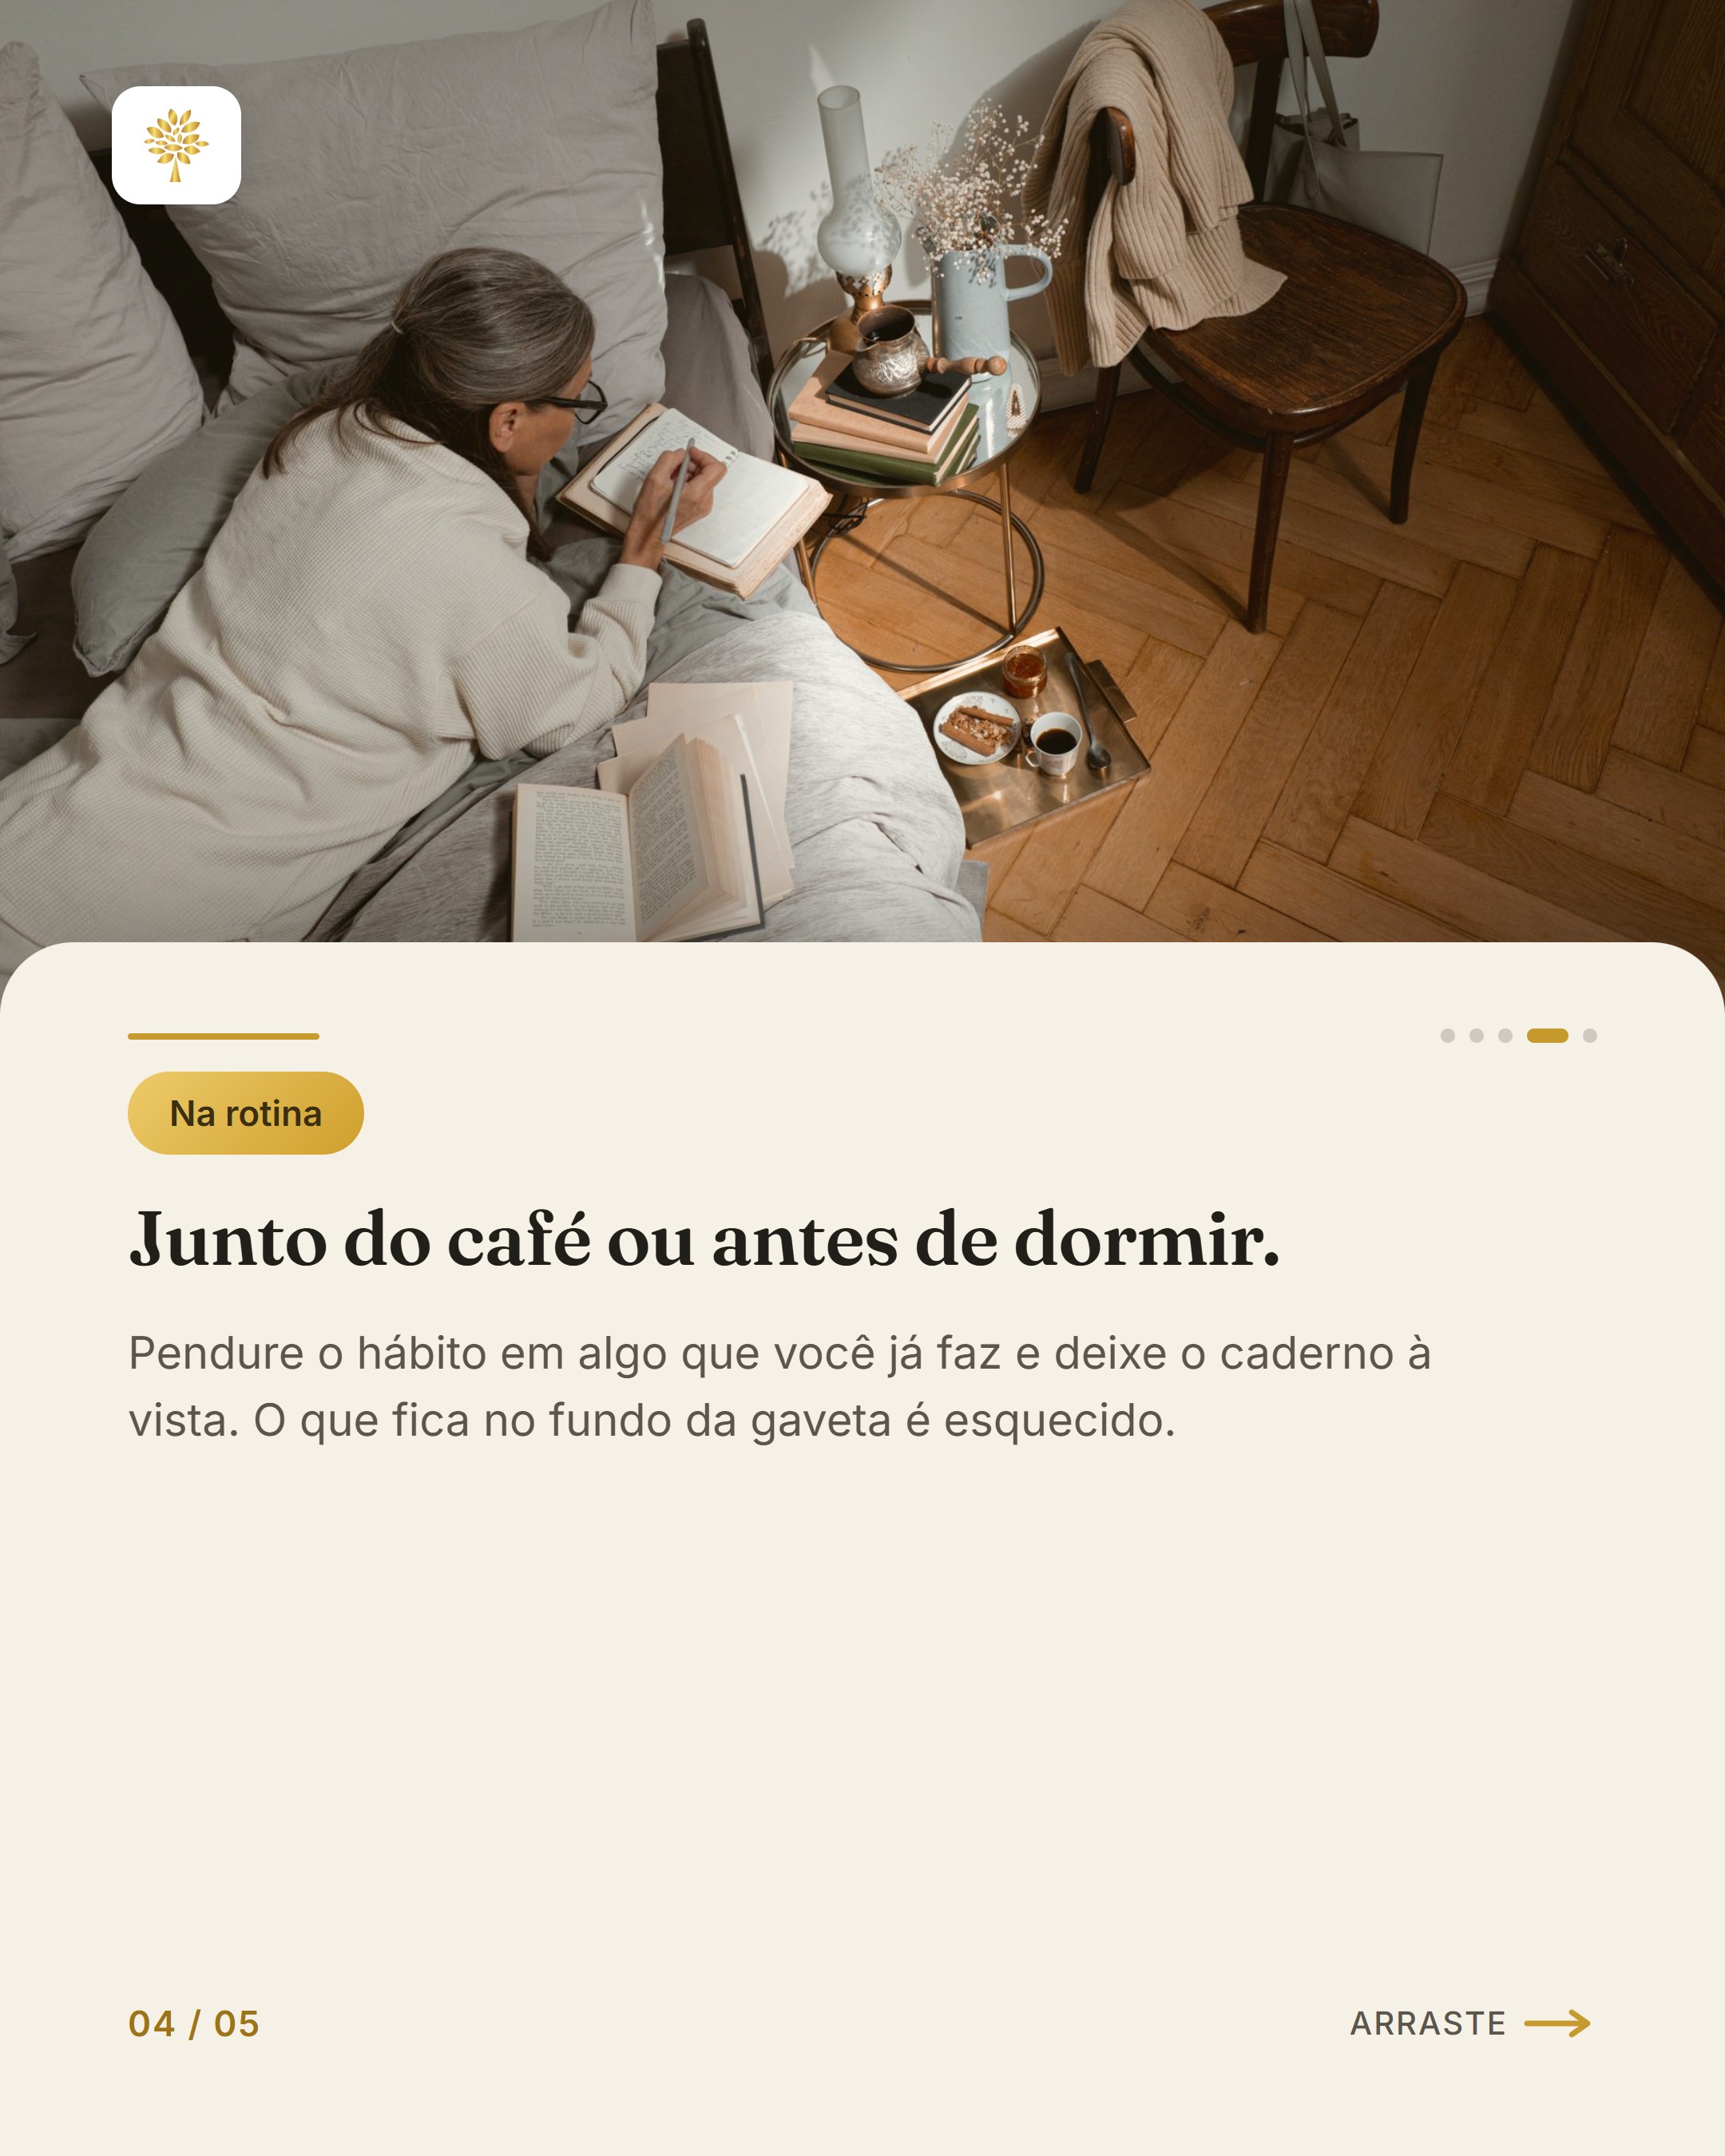 Na rotina
Junto do café ou antes de dormir.
Pendure o hábito em algo que você já faz e deixe o caderno à
vista. O que fica no fundo da gaveta é esquecido.
04 / 05
ARRASTE